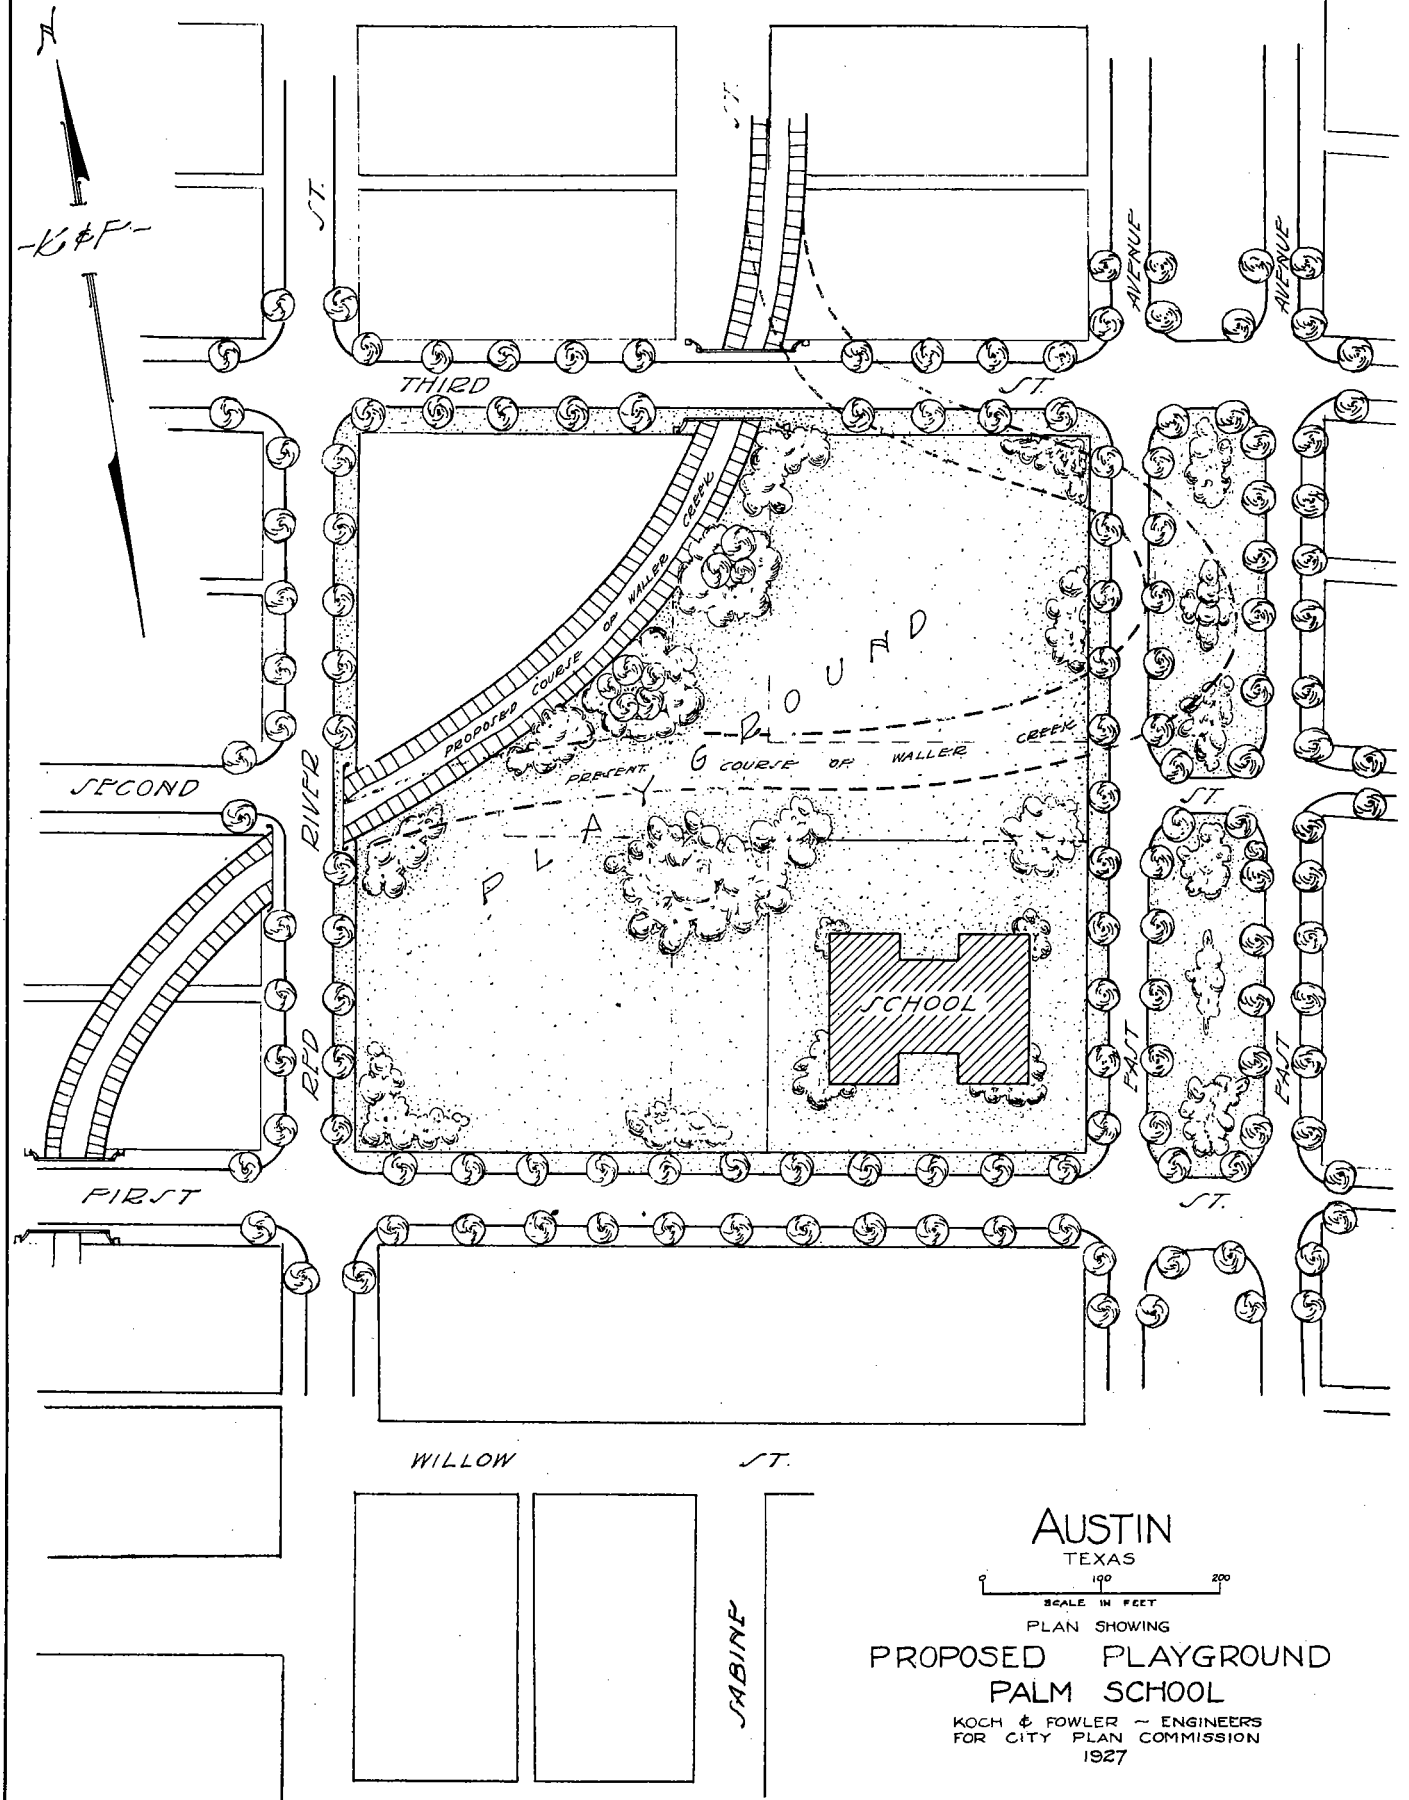 N
ST.
ST.
AVENUE
AVENUE
-K&F-
THIRD ST.
PROPOSED COURSE OF WALLER CREEK
PLAYGROUND
PRESENT COURSE OF WALLER CREEK
SECOND ST.
RED RIVER
SCHOOL
EAST
EAST
FIRST ST.
WILLOW ST.
SABINE
AUSTIN
TEXAS
0 100 200
SCALE IN FEET
PLAN SHOWING
PROPOSED PLAYGROUND
PALM SCHOOL
KOCH & FOWLER ~ ENGINEERS
FOR CITY PLAN COMMISSION
1927